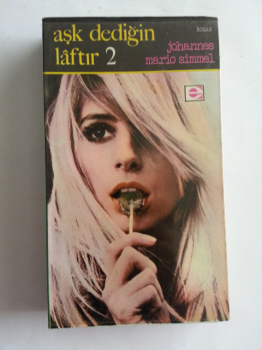 aşk dediğin
lâftır 2
ROMAN
johannes
mario simmel
e